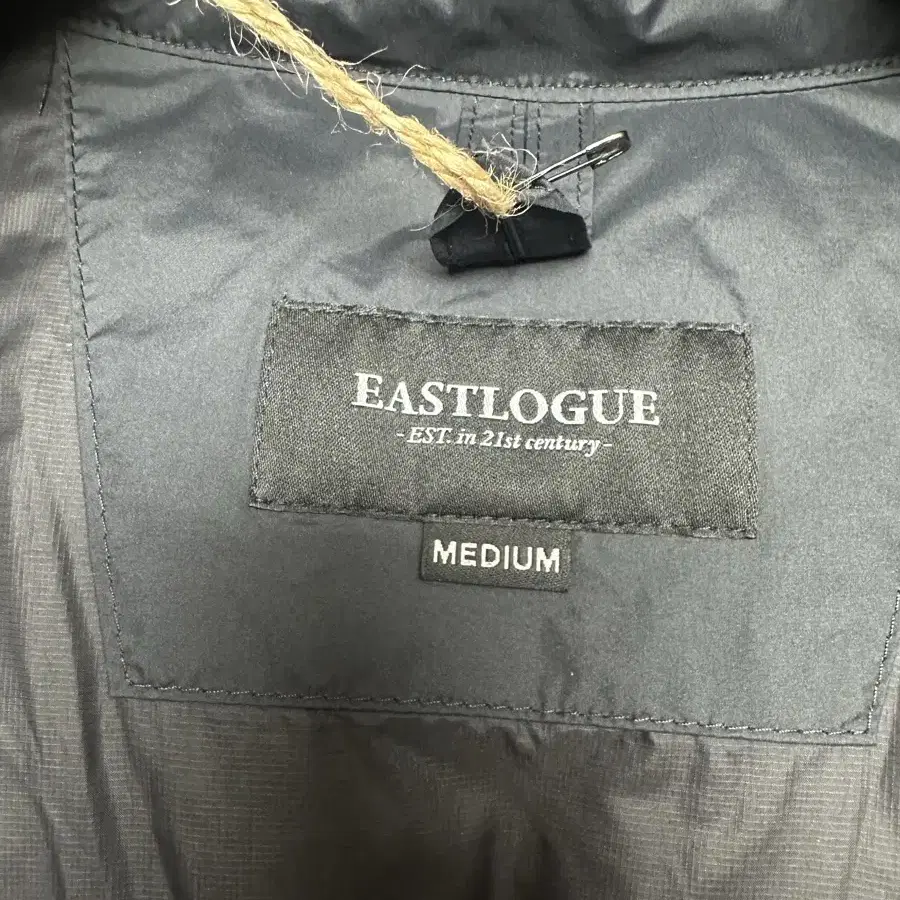 EASTLOGUE
-EST. in 21st century-
MEDIUM